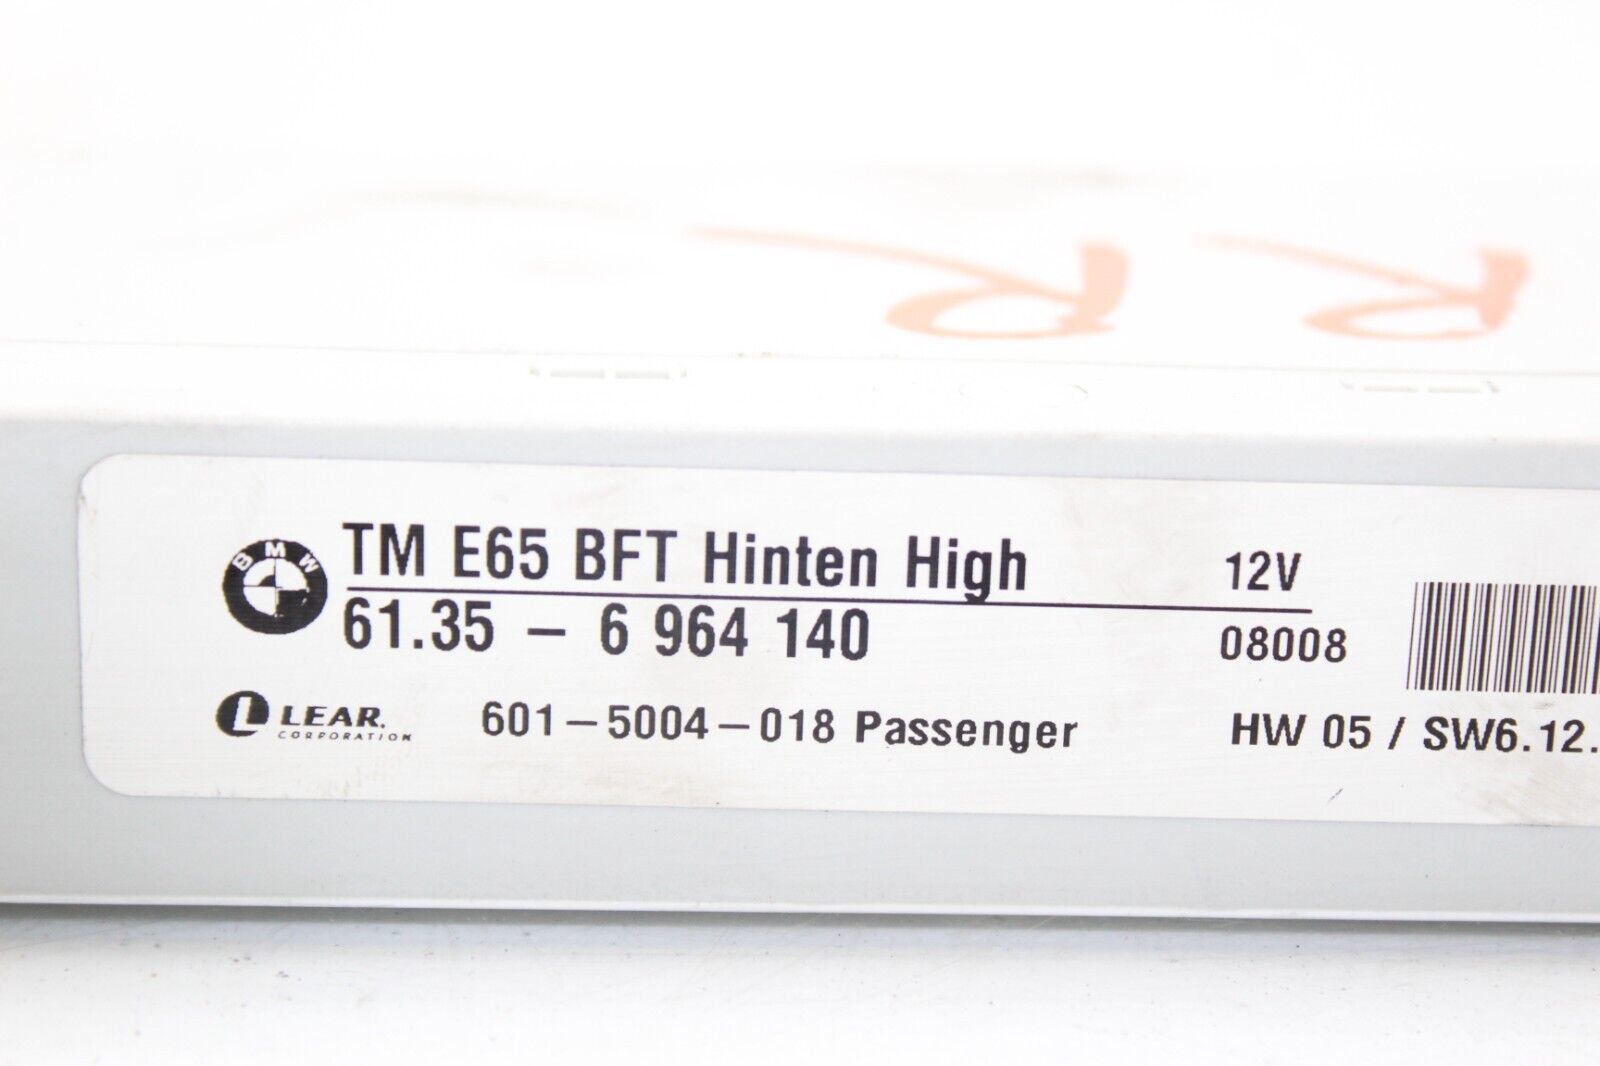 R R
BMW
TM E65 BFT Hinten High 12V
61.35 - 6 964 140 08008
L LEAR. CORPORATION 601-5004-018 Passenger HW 05 / SW6.12.